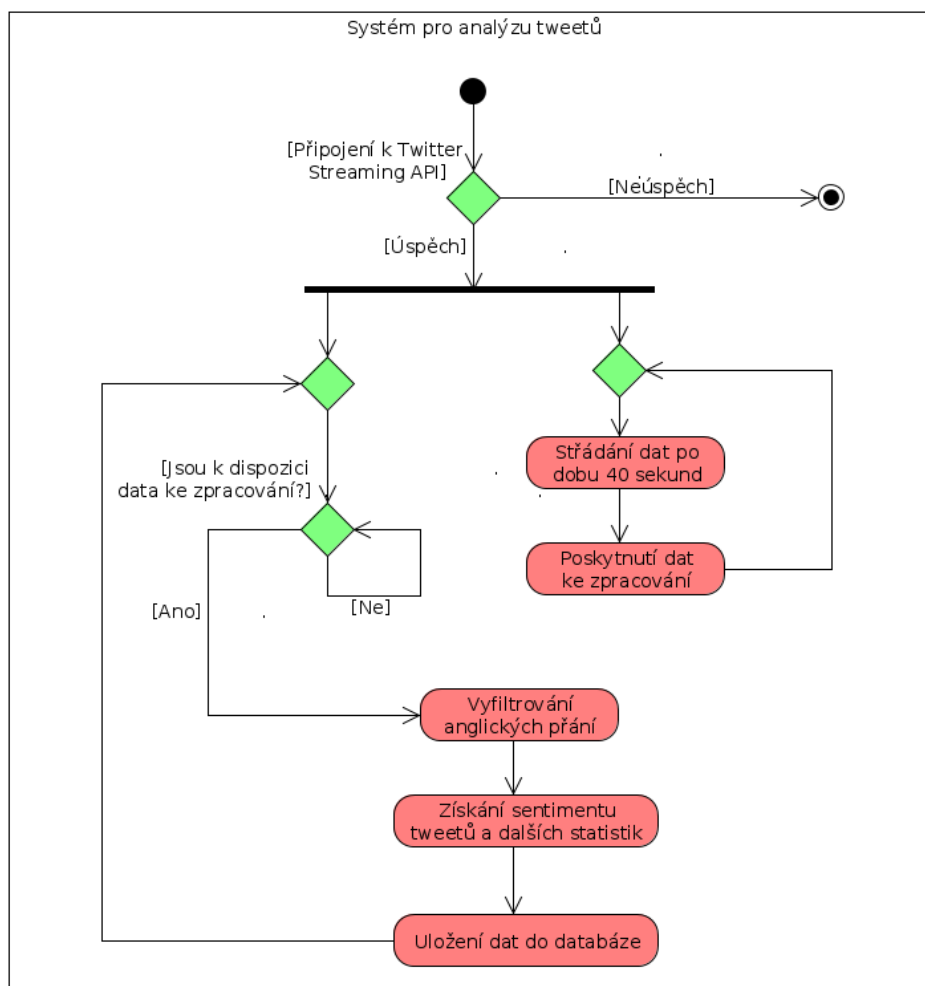 Systém pro analýzu tweetů
[Připojení k Twitter
Streaming API]
[Neúspěch]
[Úspěch]
[Jsou k dispozici
data ke zpracování?]
Střádání dat po
dobu 40 sekund
Poskytnutí dat
ke zpracování
[Ano]
[Ne]
Vyfiltrování
anglických přání
Získání sentimentu
tweetů a dalších statistik
Uložení dat do databáze